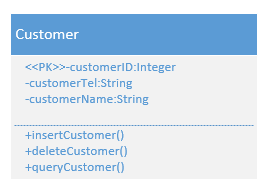 Customer
<<PK>>-customerID:Integer
-customerTel:String
-customerName:String
+insertCustomer()
+deleteCustomer()
+queryCustomer()